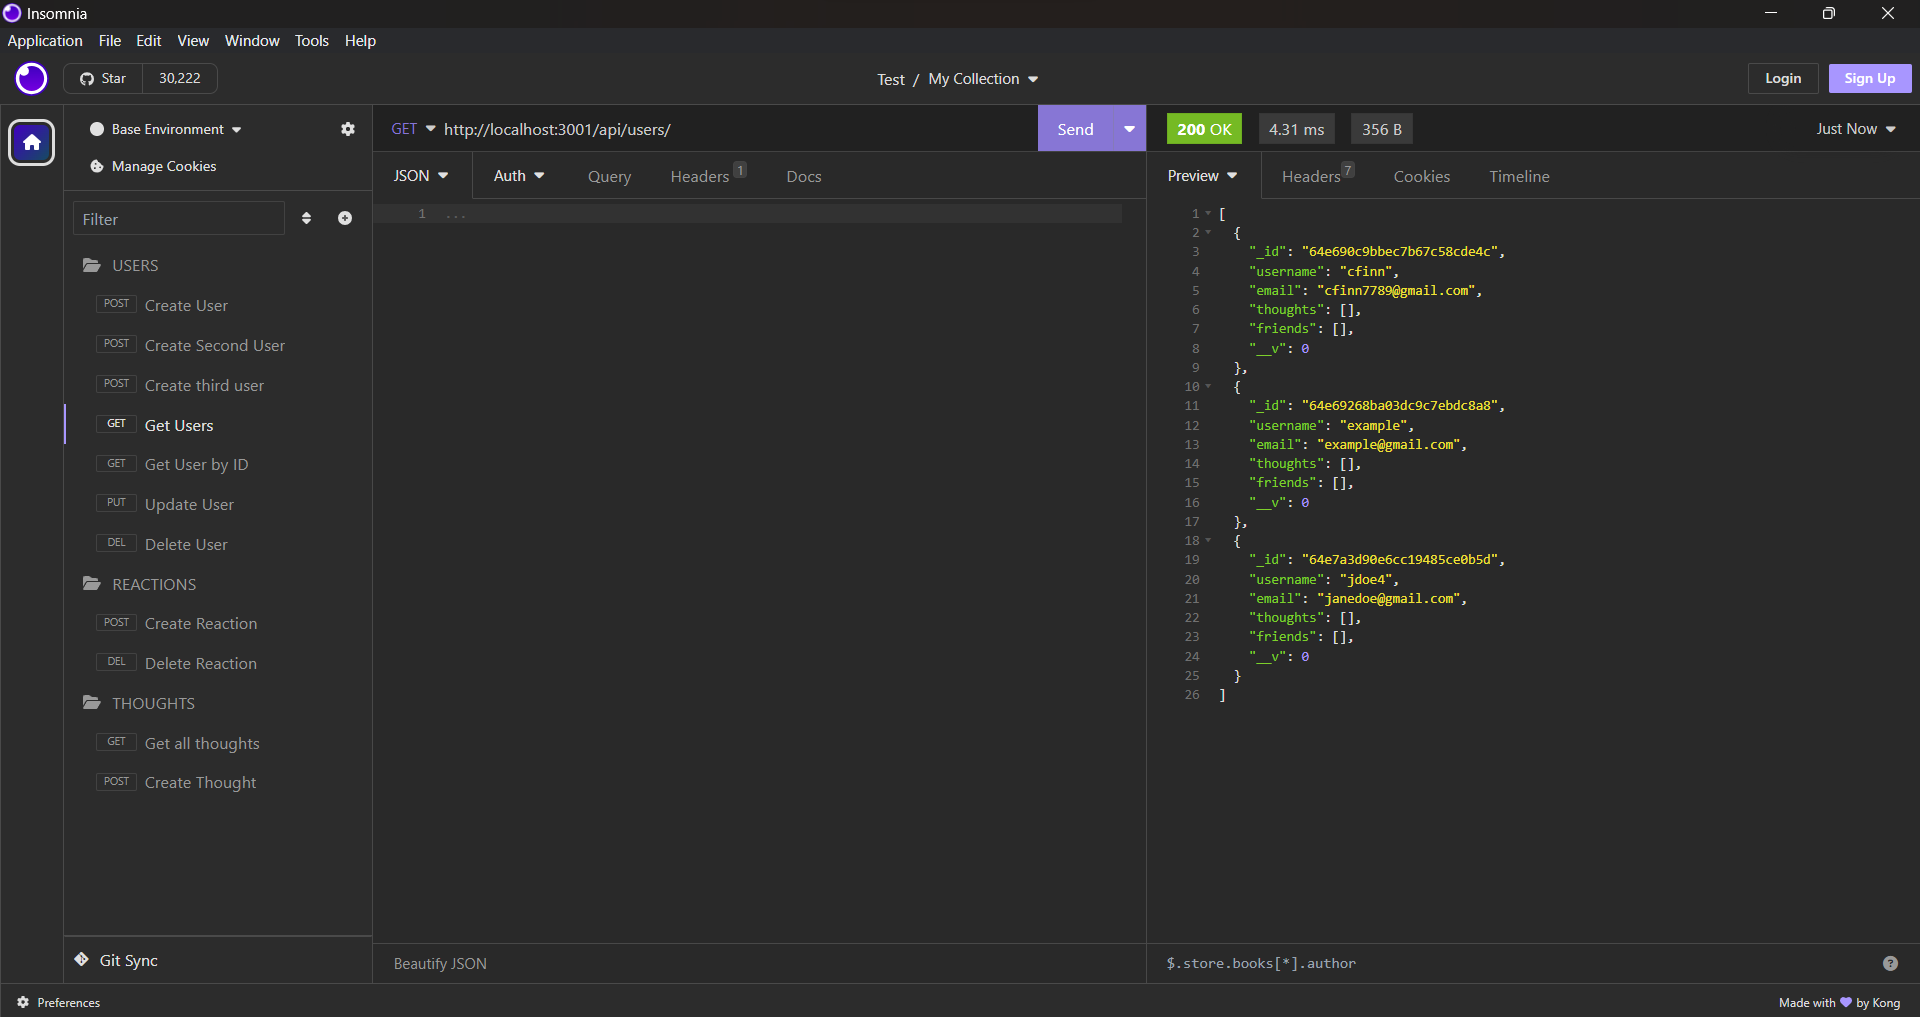 Insomnia
Application File Edit View Window Tools Help
Star 30,222
Test / My Collection
Login Sign Up
Base Environment
Manage Cookies
Filter
USERS
POST Create User
POST Create Second User
POST Create third user
GET Get Users
GET Get User by ID
PUT Update User
DEL Delete User
REACTIONS
POST Create Reaction
DEL Delete Reaction
THOUGHTS
GET Get all thoughts
POST Create Thought
Git Sync
GET http://localhost:3001/api/users/ Send
JSON Auth Query Headers 1 Docs
1 ...
Beautify JSON
200 OK 4.31 ms 356 B Just Now
Preview Headers 7 Cookies Timeline
1 [
2 {
3 "_id": "64e690c9bbec7b67c58cde4c",
4 "username": "cfinn",
5 "email": "cfinn7789@gmail.com",
6 "thoughts": [],
7 "friends": [],
8 "__v": 0
9 },
10 {
11 "_id": "64e69268ba03dc9c7ebdc8a8",
12 "username": "example",
13 "email": "example@gmail.com",
14 "thoughts": [],
15 "friends": [],
16 "__v": 0
17 },
18 {
19 "_id": "64e7a3d90e6cc19485ce0b5d",
20 "username": "jdoe4",
21 "email": "janedoe@gmail.com",
22 "thoughts": [],
23 "friends": [],
24 "__v": 0
25 }
26 ]
$.store.books[*].author ?
Preferences
Made with 💜 by Kong